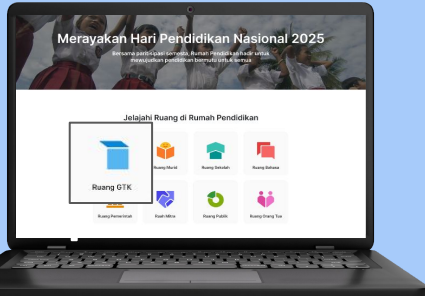 Merayakan Hari Pendidikan Nasional 2025
Bersama partisipasi semesta, Rumah Pendidikan hadir untuk
mewujudkan pendidikan bermutu untuk semua
Jelajahi Ruang di Rumah Pendidikan
Ruang GTK
Ruang Murid
Ruang Sekolah
Ruang Bahasa
Ruang Pemerintah
Ruang Mitra
Ruang Publik
Ruang Orang Tua